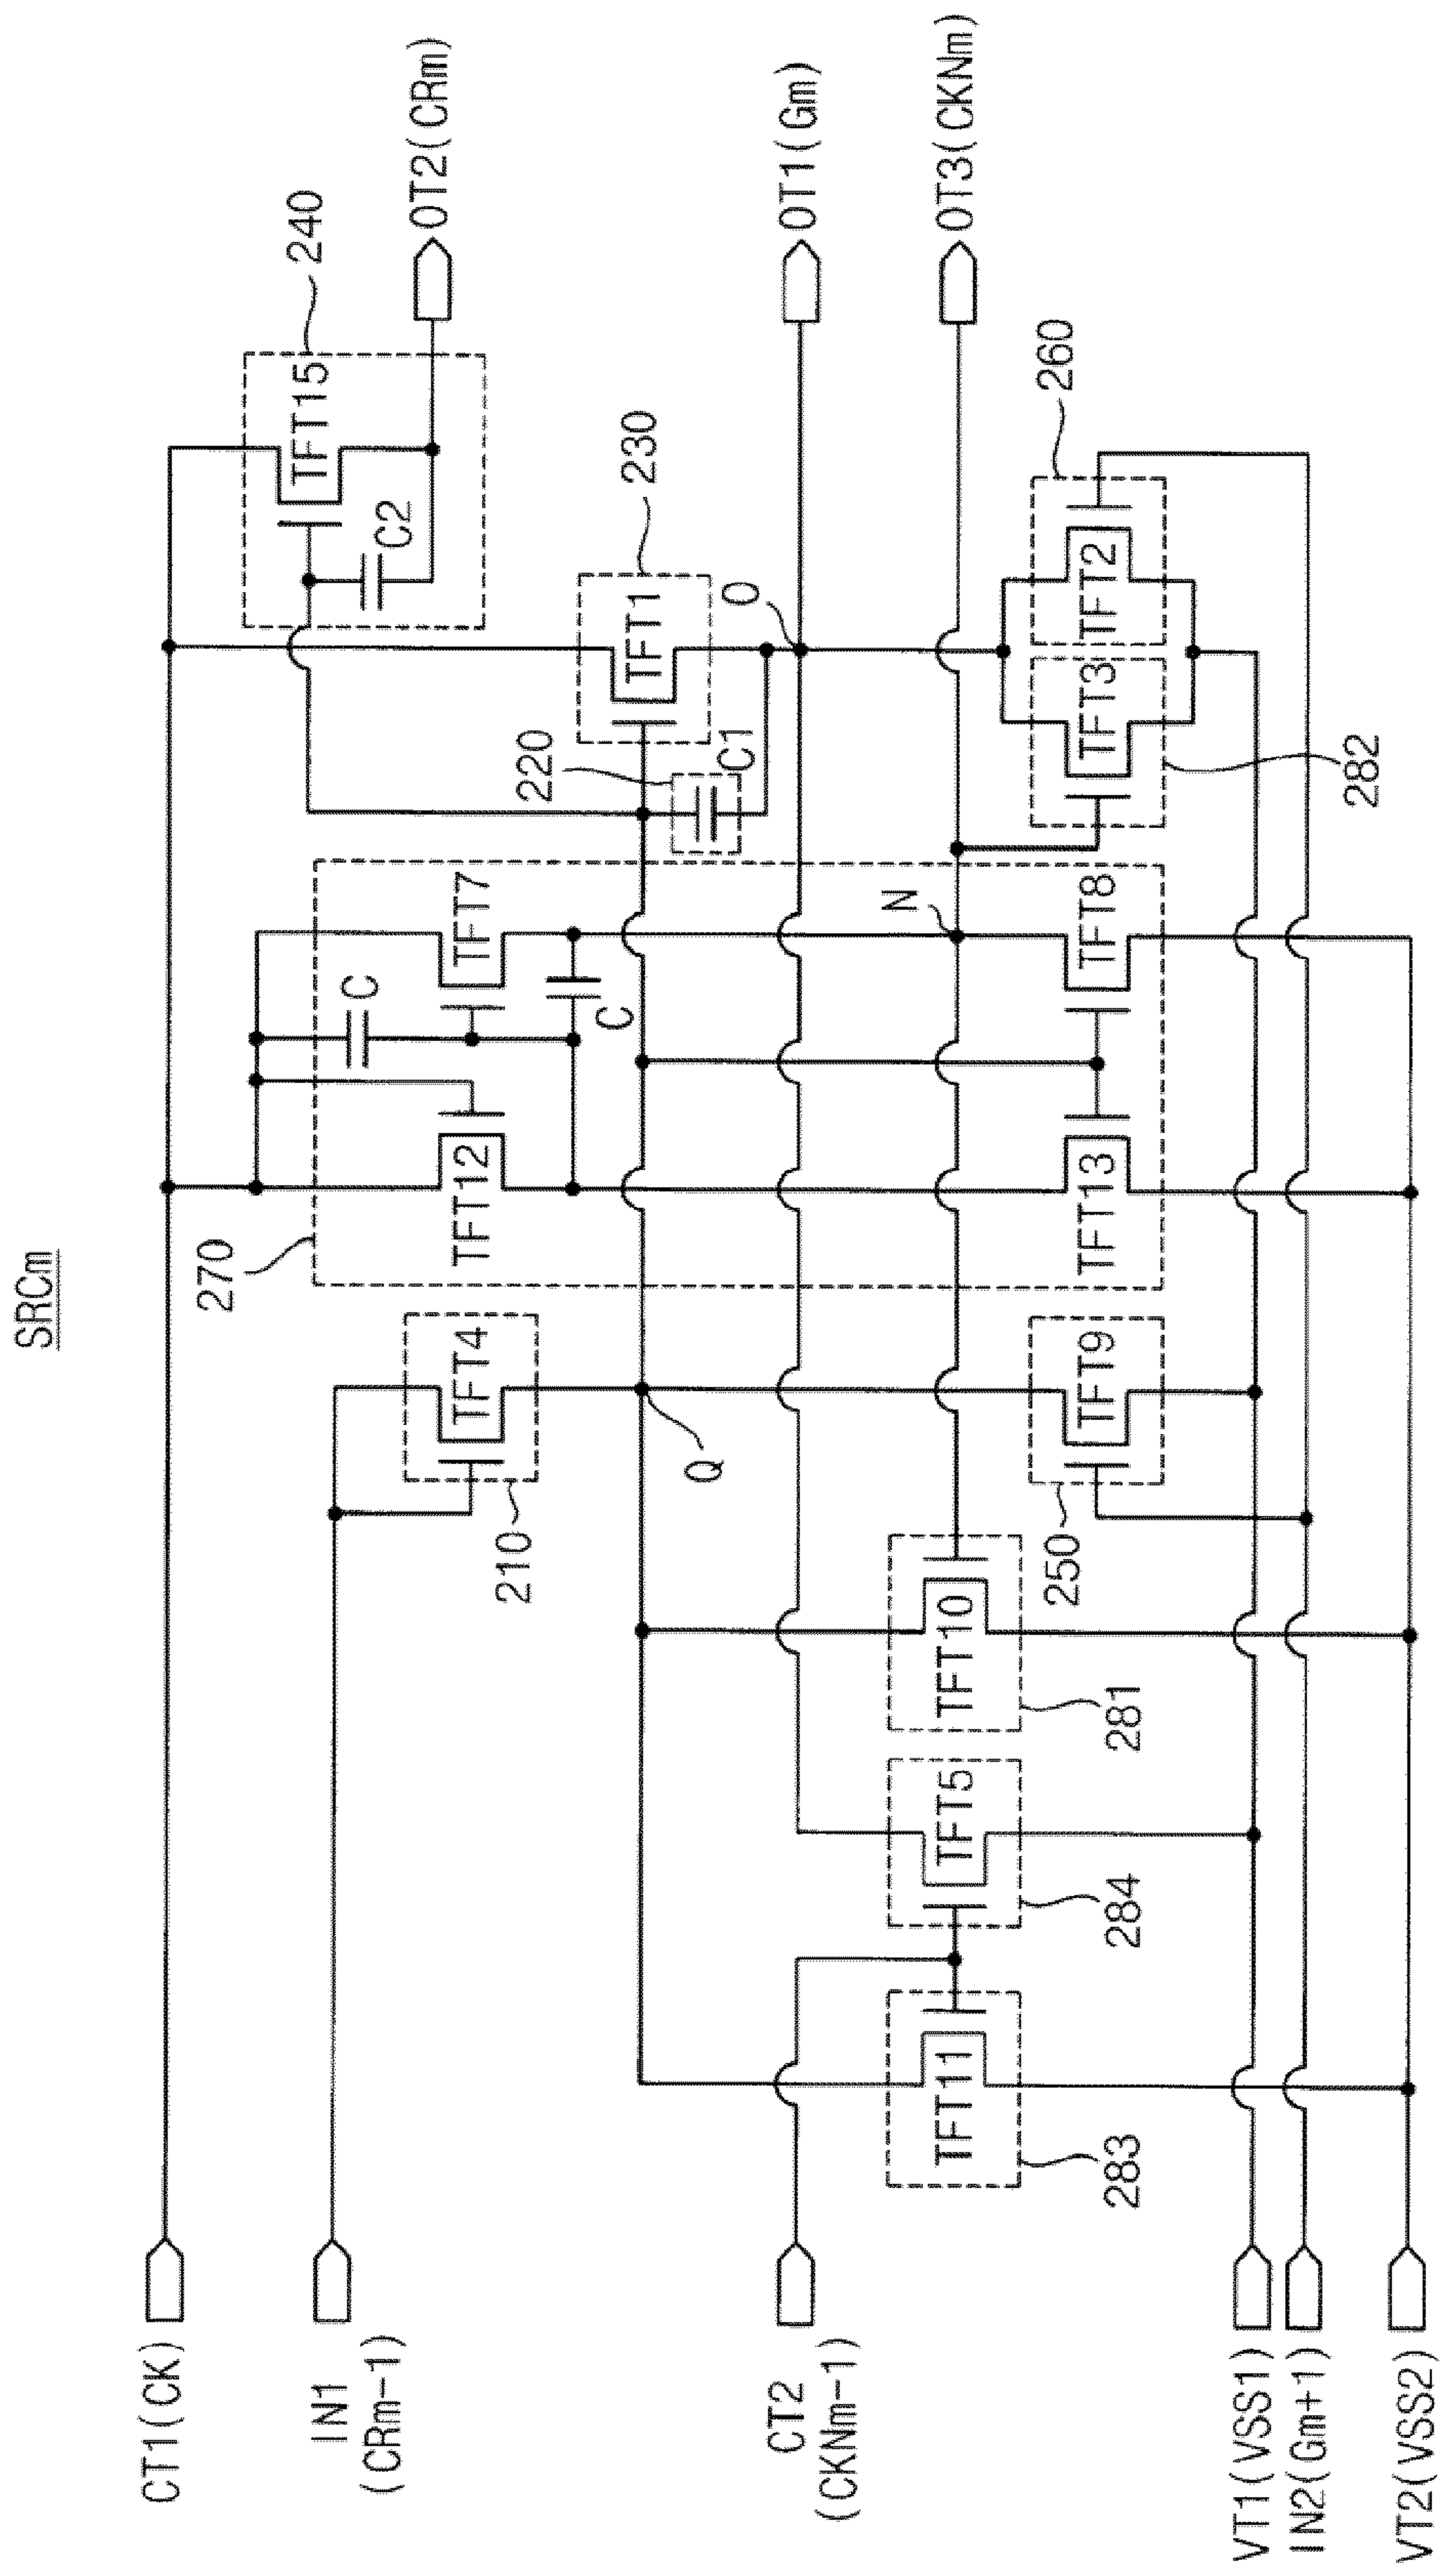 SRCm
CT1(CK)
IN1
(CRm-1)
CT2
(CKNm-1)
VT1(VSS1)
IN2(Gm+1)
VT2(VSS2)
OT2(CRm)
OT1(Gm)
OT3(CKNm)
240
TFT15
C2
230
TFT1
220
C1
O
270
TFT12
TFT7
C
C
N
TFT13
TFT8
210
TFT4
Q
250
TFT9
260
TFT2
TFT3
282
TFT10
281
TFT5
284
TFT11
283